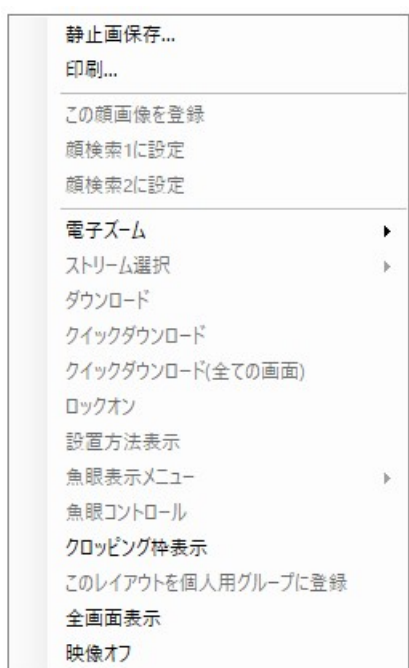 静止画保存...
印刷...
この顔画像を登録
顔検索1に設定
顔検索2に設定
電子ズーム
ストリーム選択
ダウンロード
クイックダウンロード
クイックダウンロード(全ての画面)
ロックオン
設置方法表示
魚眼表示メニュー
魚眼コントロール
クロッピング枠表示
このレイアウトを個人用グループに登録
全画面表示
映像オフ